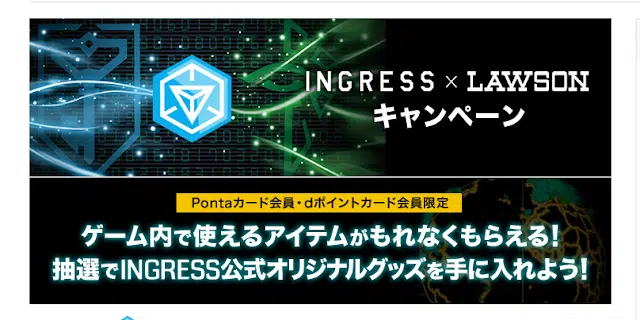 INGRESS × LAWSON
キャンペーン
Pontaカード会員・dポイントカード会員限定
ゲーム内で使えるアイテムがもれなくもらえる!
抽選でINGRESS公式オリジナルグッズを手に入れよう!